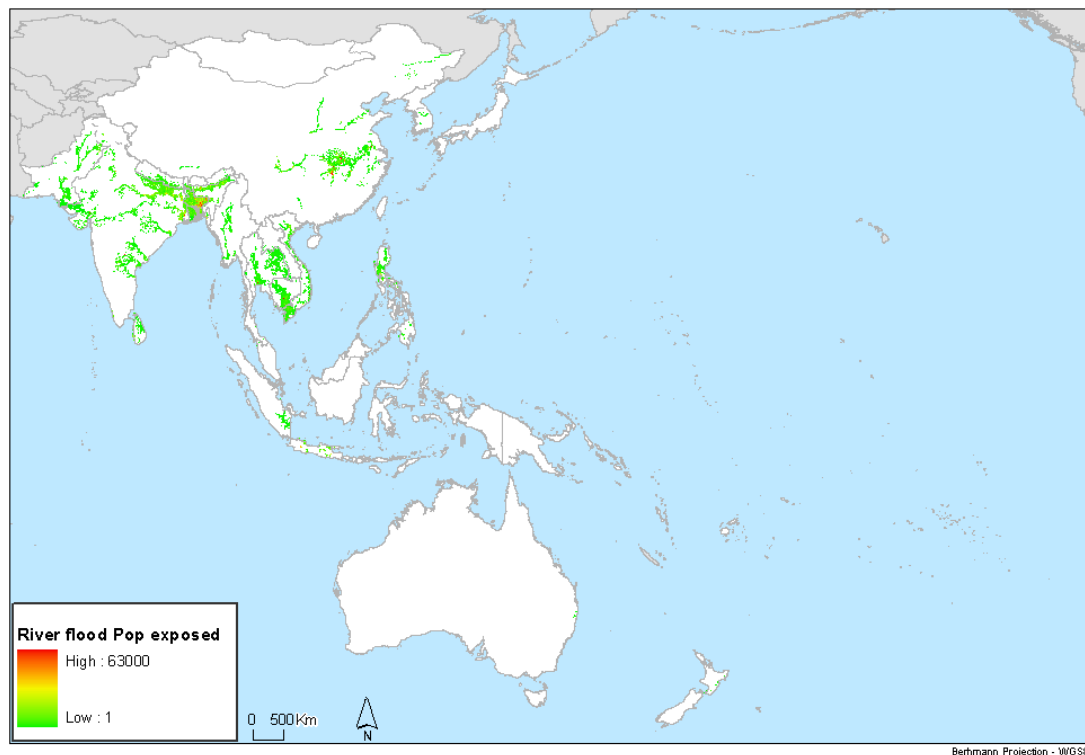 River flood Pop exposed
High : 63000
Low : 1
0 500 Km
N
Berhmann Projection - WGS